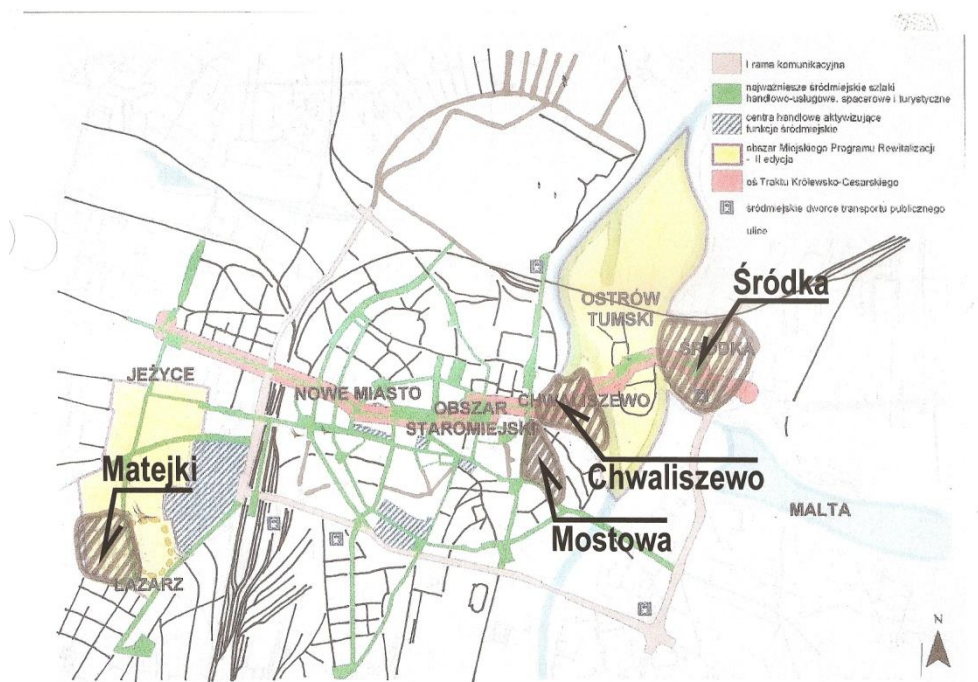 I rama komunikacyjna
najważniejsze śródmiejskie szlaki
handlowo-usługowe, spacerowe i turystyczne
centra handlowe aktywizujące
funkcje śródmiejskie
obszar Miejskiego Programu Rewitalizacji
- II edycja
oś Traktu Królewsko-Cesarskiego
śródmiejskie dworce transportu publicznego
ulice
Śródka
OSTRÓW
TUMSKI
ŚRÓDKA
JEŻYCE
NOWE MIASTO
CHWALISZEWO
OBSZAR
STAROMIEJSKI
Matejki
Chwaliszewo
MALTA
Mostowa
ŁAZARZ
N